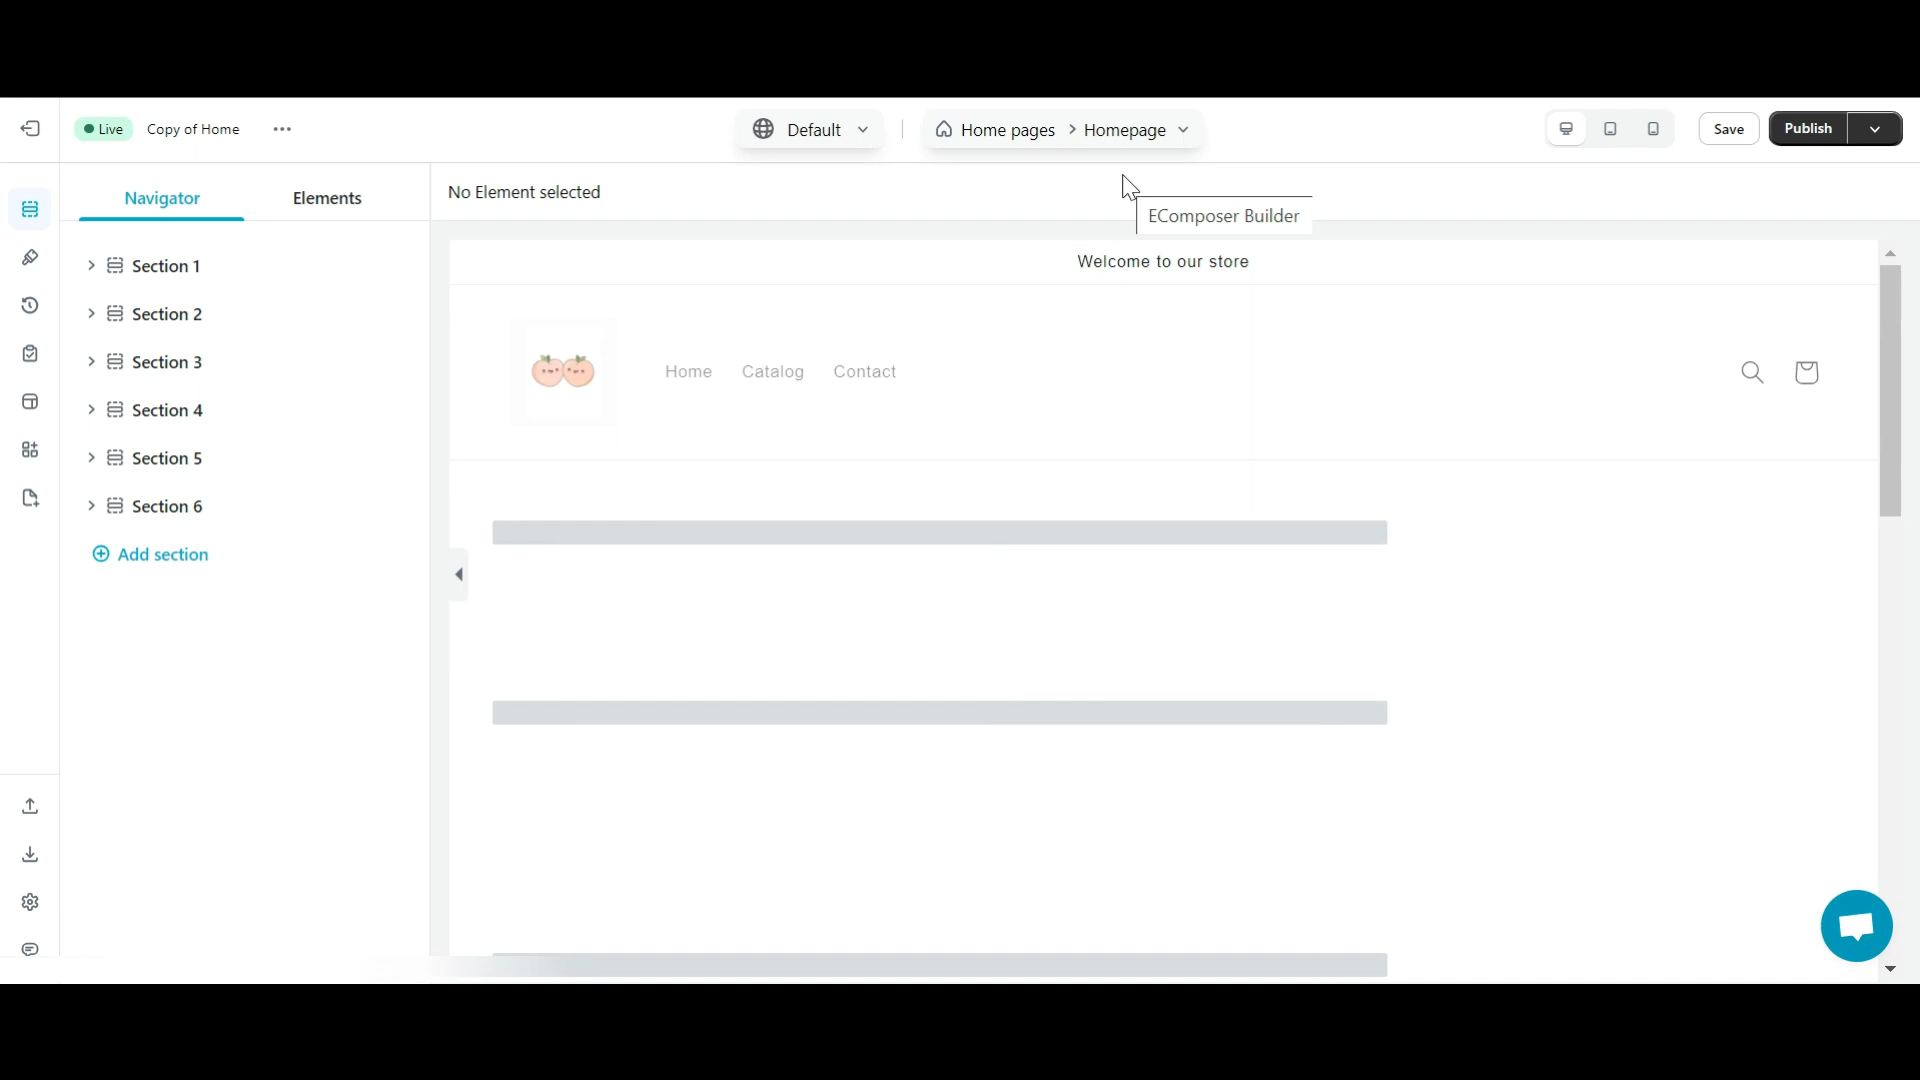 Live Copy of Home
Default
Home pages
Homepage
Save
Publish
Navigator
Elements
No Element selected
EComposer Builder
Section 1
Section 2
Section 3
Section 4
Section 5
Section 6
Add section
Welcome to our store
Home Catalog Contact